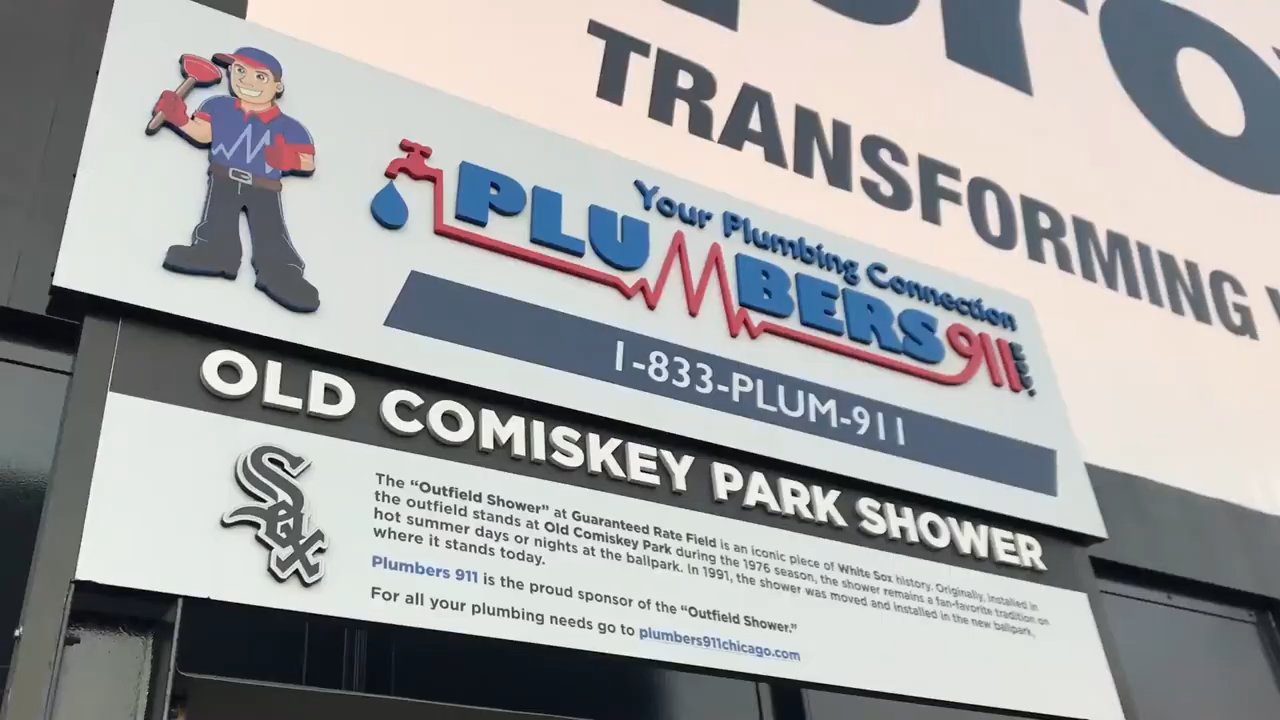 TRANSFORMING
Your Plumbing Connection
PLUMBERS911
1-833-PLUM-911
OLD COMISKEY PARK SHOWER
SOX
The “Outfield Shower” at Guaranteed Rate Field is an iconic piece of White Sox history. Originally, installed in
the outfield stands at Old Comiskey Park during the 1976 season, the shower remains a fan-favorite tradition on
hot summer days or nights at the ballpark. In 1991, the shower was moved and installed in the new ballpark,
where it stands today.
Plumbers 911 is the proud sponsor of the “Outfield Shower.”
For all your plumbing needs go to plumbers911chicago.com